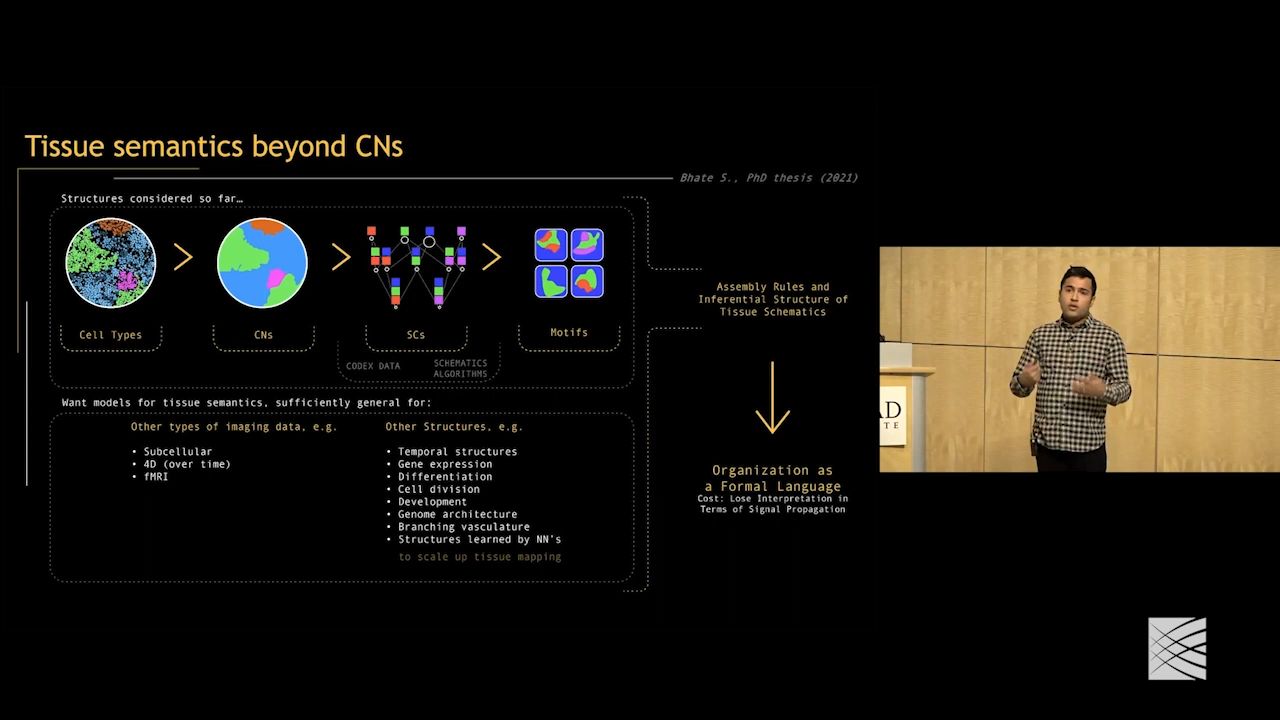 Tissue semantics beyond CNs
Bhate S., PhD thesis (2021)
Structures considered so far…
Cell Types
CNs
SCs
Motifs
CODEX DATA
SCHEMATICS
ALGORITHMS
Want models for tissue semantics, sufficiently general for:
Other types of imaging data, e.g.
• Subcellular
• 4D (over time)
• fMRI
Other Structures, e.g.
• Temporal structures
• Gene expression
• Differentiation
• Cell division
• Development
• Genome architecture
• Branching vasculature
• Structures learned by NN's
to scale up tissue mapping
Assembly Rules and
Inferential Structure of
Tissue Schematics
Organization as
a Formal Language
Cost: Lose Interpretation in
Terms of Signal Propagation
AD
TE